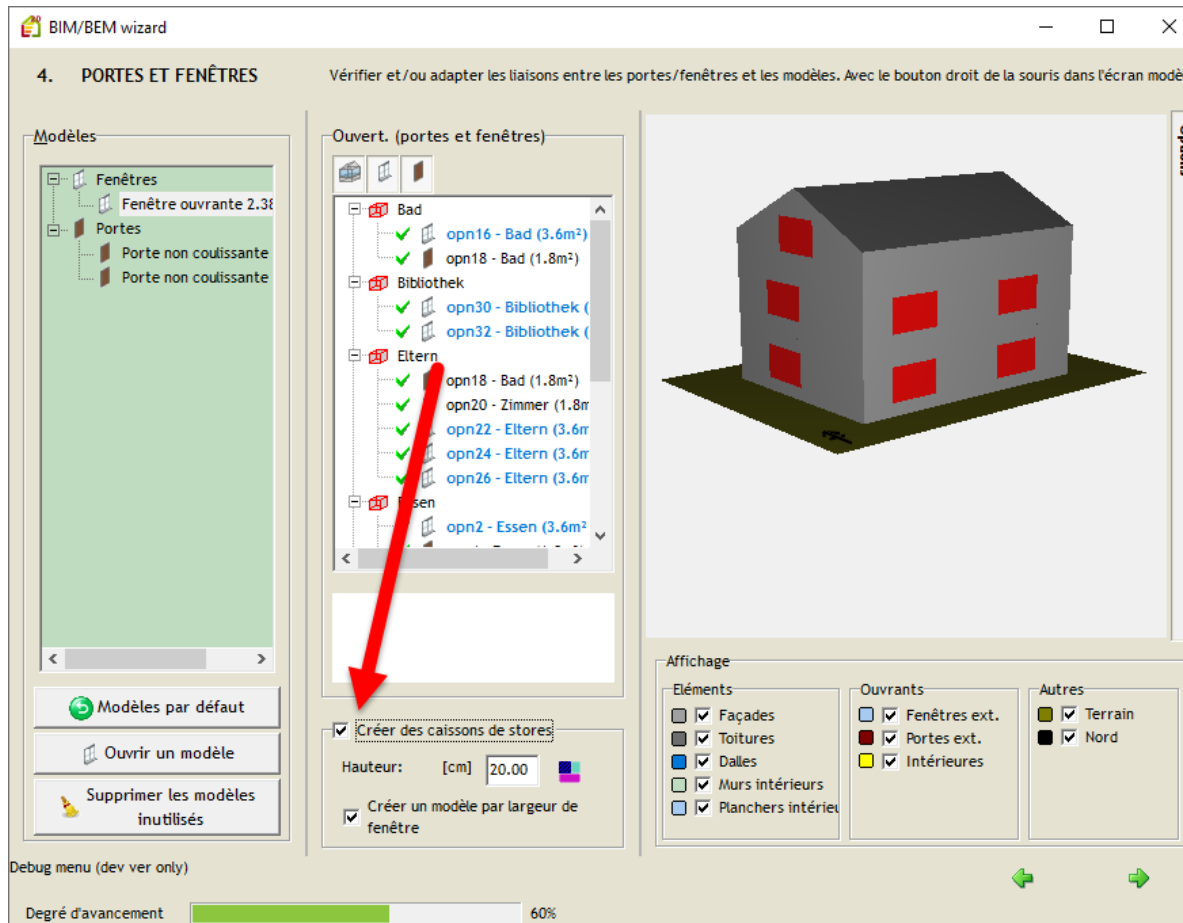 BIM/BEM wizard
4. PORTES ET FENÊTRES
Vérifier et/ou adapter les liaisons entre les portes/fenêtres et les modèles. Avec le bouton droit de la souris dans l'écran modè
Modèles
Fenêtres
Fenêtre ouvrante 2.38
Portes
Porte non coulissante
Porte non coulissante
Modèles par défaut
Ouvrir un modèle
Supprimer les modèles
inutilisés
Ouvert. (portes et fenêtres)
Bad
opn16 - Bad (3.6m²)
opn18 - Bad (1.8m²)
Bibliothek
opn30 - Bibliothek (
opn32 - Bibliothek (
Eltern
opn18 - Bad (1.8m²)
opn20 - Zimmer (1.8m
opn22 - Eltern (3.6m
opn24 - Eltern (3.6m
opn26 - Eltern (3.6m
opn2 - Essen (3.6m²
Créer des caissons de stores
Hauteur: [cm] 20.00
Créer un modèle par largeur de
fenêtre
Affichage
Eléments
Façades
Toitures
Dalles
Murs intérieurs
Planchers intérieu
Ouvrants
Fenêtres ext.
Portes ext.
Intérieures
Autres
Terrain
Nord
Debug menu (dev ver only)
Degré d'avancement
60%